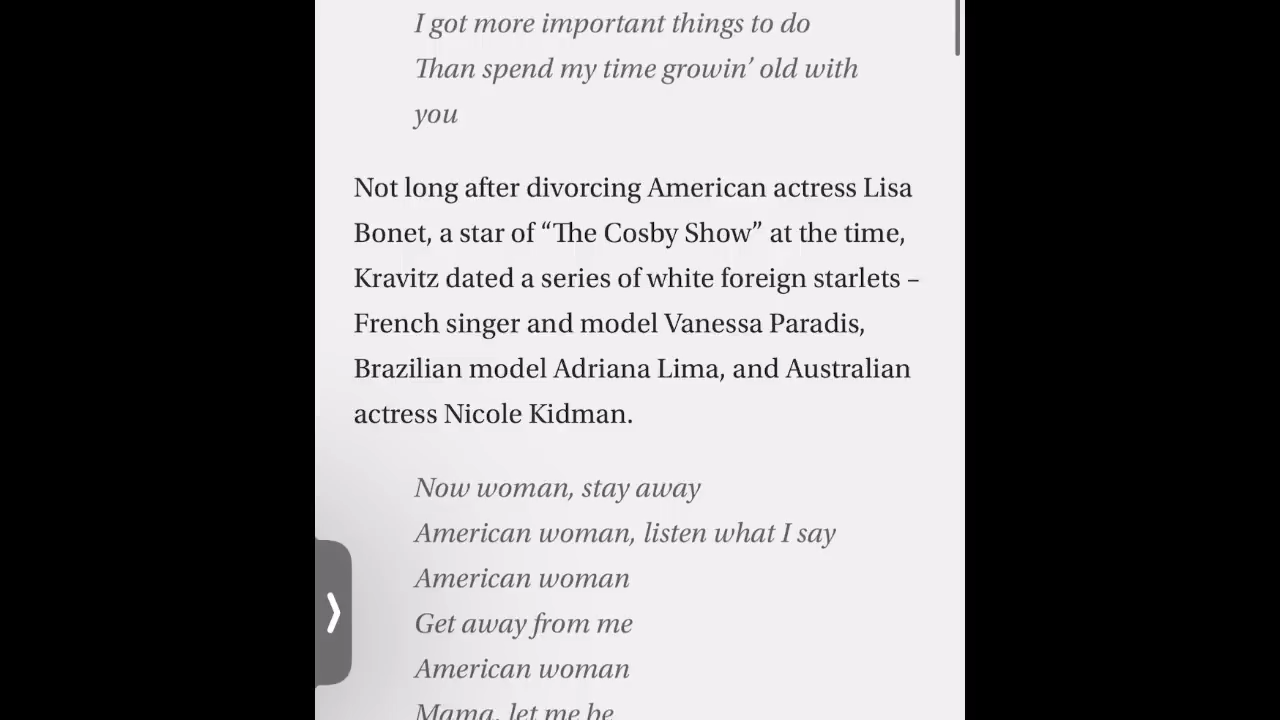 I got more important things to do
Than spend my time growin’ old with
you
Not long after divorcing American actress Lisa
Bonet, a star of “The Cosby Show” at the time,
Kravitz dated a series of white foreign starlets –
French singer and model Vanessa Paradis,
Brazilian model Adriana Lima, and Australian
actress Nicole Kidman.
Now woman, stay away
American woman, listen what I say
American woman
Get away from me
American woman
Mama, let me be